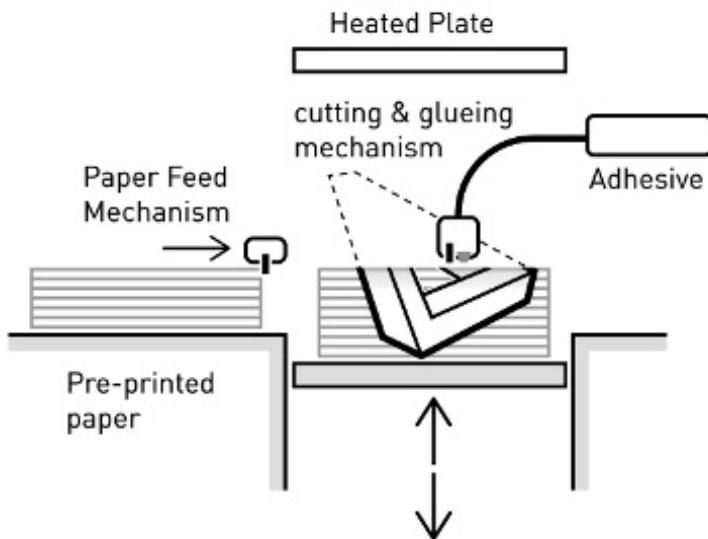 Heated Plate
cutting & glueing
mechanism
Adhesive
Paper Feed
Mechanism
Pre-printed
paper